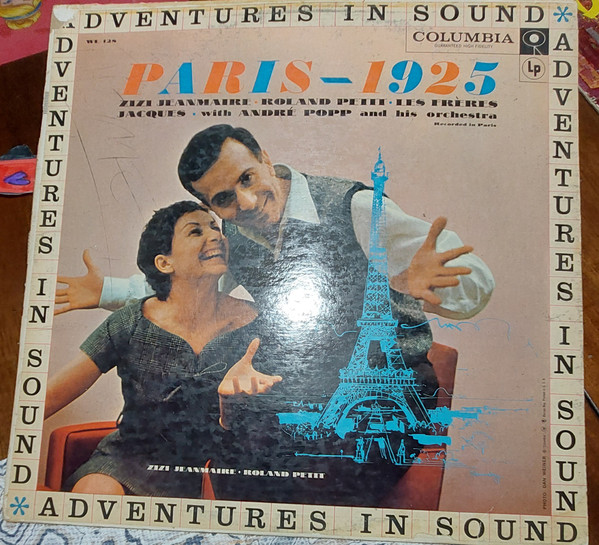 ADVENTURES IN SOUND
WL 128
COLUMBIA
GUARANTEED HIGH FIDELITY
Lp
PARIS–1925
ZIZI JEANMAIRE · ROLAND PETIT · LES FRÈRES
JACQUES · with ANDRÉ POPP and his orchestra
Recorded in Paris
ADVENTURES IN SOUND
ADVENTURES IN SOUND
ZIZI JEANMAIRE · ROLAND PETIT
ADVENTURES IN SOUND